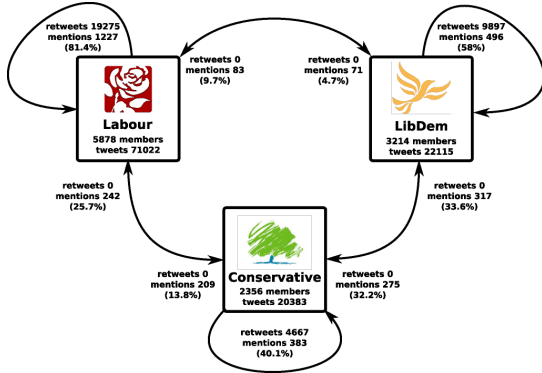 retweets 19275
mentions 1227
(81.4%)
retweets 0
mentions 83
(9.7%)
retweets 0
mentions 71
(4.7%)
retweets 9897
mentions 496
(58%)
Labour
5878 members
tweets 71022
LibDem
3214 members
tweets 22115
retweets 0
mentions 242
(25.7%)
retweets 0
mentions 317
(33.6%)
retweets 0
mentions 209
(13.8%)
Conservative
2356 members
tweets 20383
retweets 0
mentions 275
(32.2%)
retweets 4667
mentions 383
(40.1%)